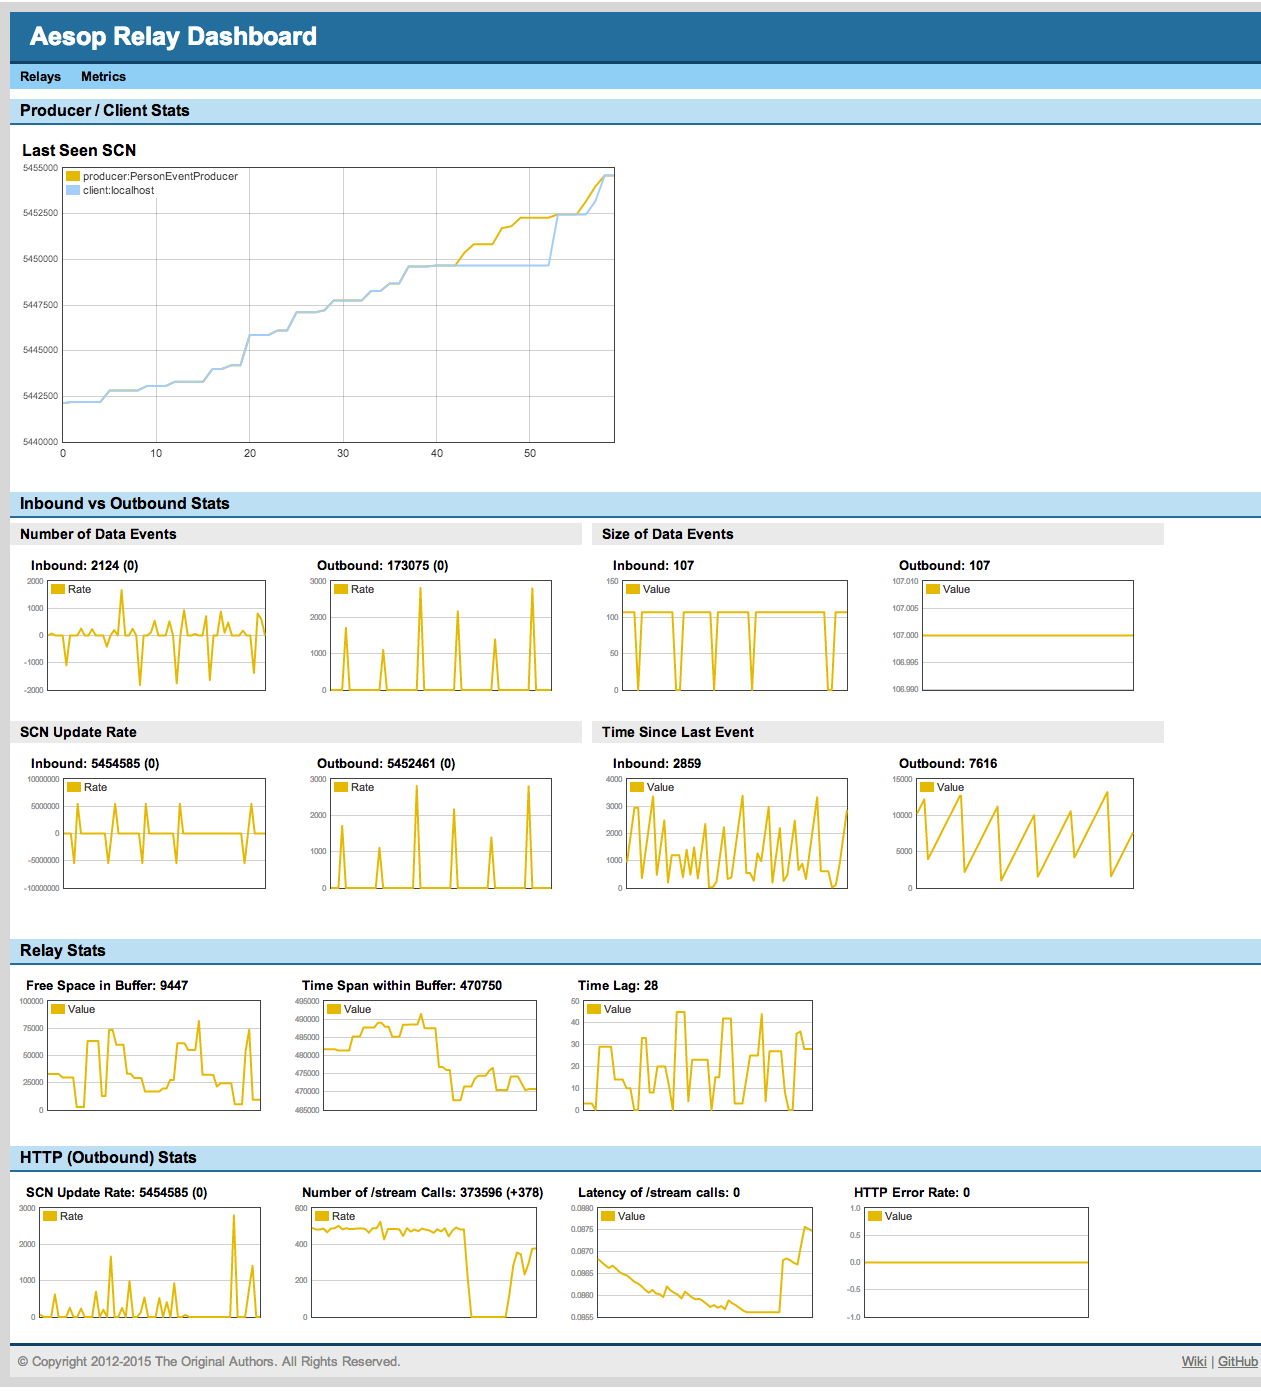 Aesop Relay Dashboard
Relays Metrics
Producer / Client Stats
Last Seen SCN
producer:PersonEventProducer
client:localhost
5455000
5452500
5450000
5447500
5445000
5442500
5440000
0 10 20 30 40 50
Inbound vs Outbound Stats
Number of Data Events
Inbound: 2124 (0)
Rate
2000
1000
0
-1000
-2000
Outbound: 173075 (0)
Rate
3000
2000
1000
0
Size of Data Events
Inbound: 107
Value
150
100
50
0
Outbound: 107
Value
107.010
107.005
107.000
106.995
106.990
SCN Update Rate
Inbound: 5454585 (0)
Rate
10000000
5000000
0
-5000000
-10000000
Outbound: 5452461 (0)
Rate
3000
2000
1000
0
Time Since Last Event
Inbound: 2859
Value
4000
3000
2000
1000
0
Outbound: 7616
Value
15000
10000
5000
0
Relay Stats
Free Space in Buffer: 9447
Value
100000
75000
50000
25000
0
Time Span within Buffer: 470750
Value
495000
490000
485000
480000
475000
470000
465000
Time Lag: 28
Value
50
40
30
20
10
0
HTTP (Outbound) Stats
SCN Update Rate: 5454585 (0)
Rate
3000
2000
1000
0
Number of /stream Calls: 373596 (+378)
Rate
600
400
200
0
Latency of /stream calls: 0
Value
0.0880
0.0875
0.0870
0.0865
0.0860
0.0855
HTTP Error Rate: 0
Value
1.0
0.5
0.0
-0.5
-1.0
© Copyright 2012-2015 The Original Authors. All Rights Reserved.
Wiki | GitHub